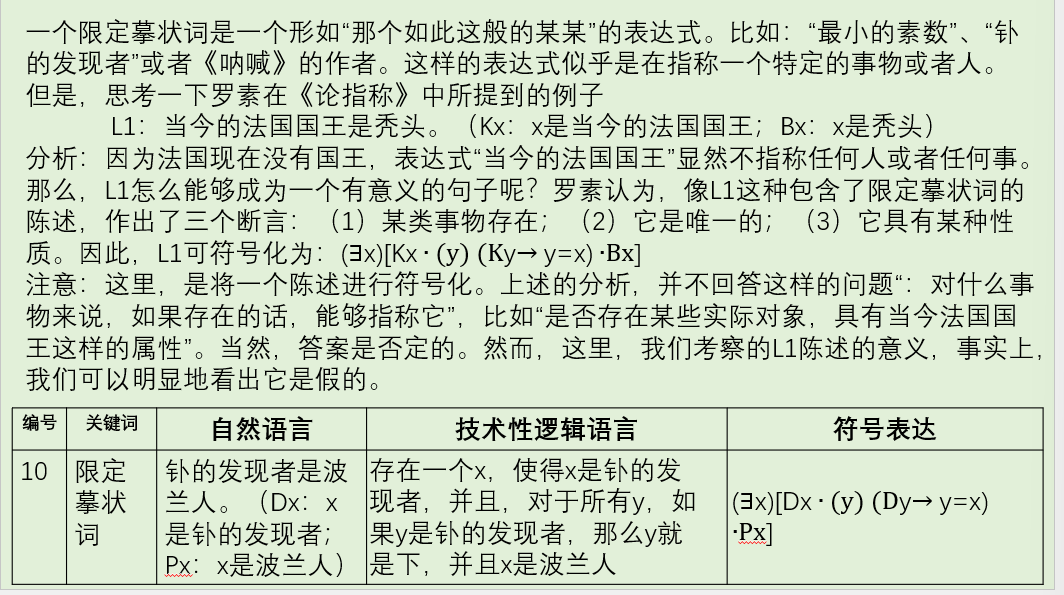 一个限定摹状词是一个形如“那个如此这般的某某”的表达式。比如：“最小的素数”、“钋
的发现者”或者《呐喊》的作者。这样的表达式似乎是在指称一个特定的事物或者人。
但是，思考一下罗素在《论指称》中所提到的例子
L1：当今的法国国王是秃头。（Kx：x是当今的法国国王；Bx：x是秃头）
分析：因为法国现在没有国王，表达式“当今的法国国王”显然不指称任何人或者任何事。
那么，L1怎么能够成为一个有意义的句子呢？罗素认为，像L1这种包含了限定摹状词的
陈述，作出了三个断言：（1）某类事物存在；（2）它是唯一的；（3）它具有某种性
质。因此，L1可符号化为：(∃x)[Kx · (y) (Ky→ y=x) ·Bx]
注意：这里，是将一个陈述进行符号化。上述的分析，并不回答这样的问题“：对什么事
物来说，如果存在的话，能够指称它”，比如“是否存在某些实际对象，具有当今法国国
王这样的属性”。当然，答案是否定的。然而，这里，我们考察的L1陈述的意义，事实上，
我们可以明显地看出它是假的。
编号 关键词 自然语言 技术性逻辑语言 符号表达
10
限定
摹状
词
钋的发现者是波
兰人。（Dx：x
是钋的发现者；
Px：x是波兰人）
存在一个x，使得x是钋的发
现者，并且，对于所有y，如
果y是钋的发现者，那么y就
是下，并且x是波兰人
(∃x)[Dx · (y) (Dy→ y=x)
·Px]